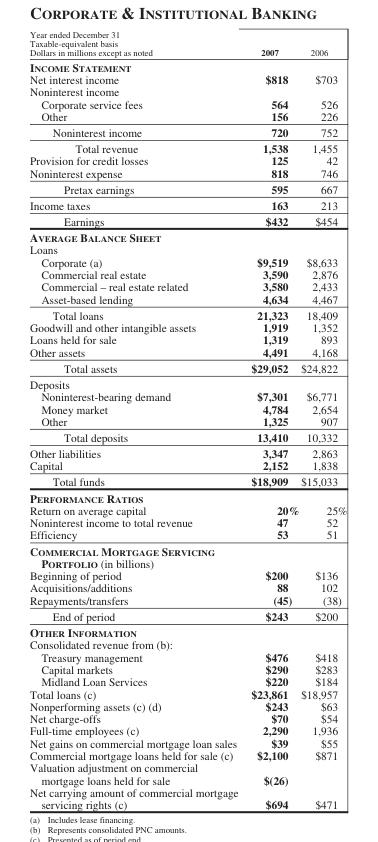 CORPORATE & INSTITUTIONAL BANKING
Year ended December 31
Taxable-equivalent basis
Dollars in millions except as noted 2007 2006
INCOME STATEMENT
Net interest income $818 $703
Noninterest income
Corporate service fees 564 526
Other 156 226
Noninterest income 720 752
Total revenue 1,538 1,455
Provision for credit losses 125 42
Noninterest expense 818 746
Pretax earnings 595 667
Income taxes 163 213
Earnings $432 $454
AVERAGE BALANCE SHEET
Loans
Corporate (a) $9,519 $8,633
Commercial real estate 3,590 2,876
Commercial – real estate related 3,580 2,433
Asset-based lending 4,634 4,467
Total loans 21,323 18,409
Goodwill and other intangible assets 1,919 1,352
Loans held for sale 1,319 893
Other assets 4,491 4,168
Total assets $29,052 $24,822
Deposits
Noninterest-bearing demand $7,301 $6,771
Money market 4,784 2,654
Other 1,325 907
Total deposits 13,410 10,332
Other liabilities 3,347 2,863
Capital 2,152 1,838
Total funds $18,909 $15,033
PERFORMANCE RATIOS
Return on average capital 20% 25%
Noninterest income to total revenue 47 52
Efficiency 53 51
COMMERCIAL MORTGAGE SERVICING
PORTFOLIO (in billions)
Beginning of period $200 $136
Acquisitions/additions 88 102
Repayments/transfers (45) (38)
End of period $243 $200
OTHER INFORMATION
Consolidated revenue from (b):
Treasury management $476 $418
Capital markets $290 $283
Midland Loan Services $220 $184
Total loans (c) $23,861 $18,957
Nonperforming assets (c) (d) $243 $63
Net charge-offs $70 $54
Full-time employees (c) 2,290 1,936
Net gains on commercial mortgage loan sales $39 $55
Commercial mortgage loans held for sale (c) $2,100 $871
Valuation adjustment on commercial
mortgage loans held for sale $(26)
Net carrying amount of commercial mortgage
servicing rights (c) $694 $471
(a) Includes lease financing.
(b) Represents consolidated PNC amounts.
(c) Presented as of period end.